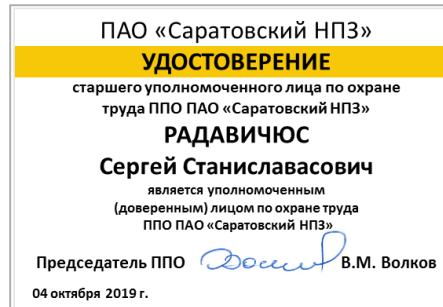 ПАО «Саратовский НПЗ»
УДОСТОВЕРЕНИЕ
старшего уполномоченного лица по охране
труда ППО ПАО «Саратовский НПЗ»
РАДАВИЧЮС
Сергей Станиславасович
является уполномоченным
(доверенным) лицом по охране труда
ППО ПАО «Саратовский НПЗ»
Председатель ППО В.М. Волков
04 октября 2019 г.